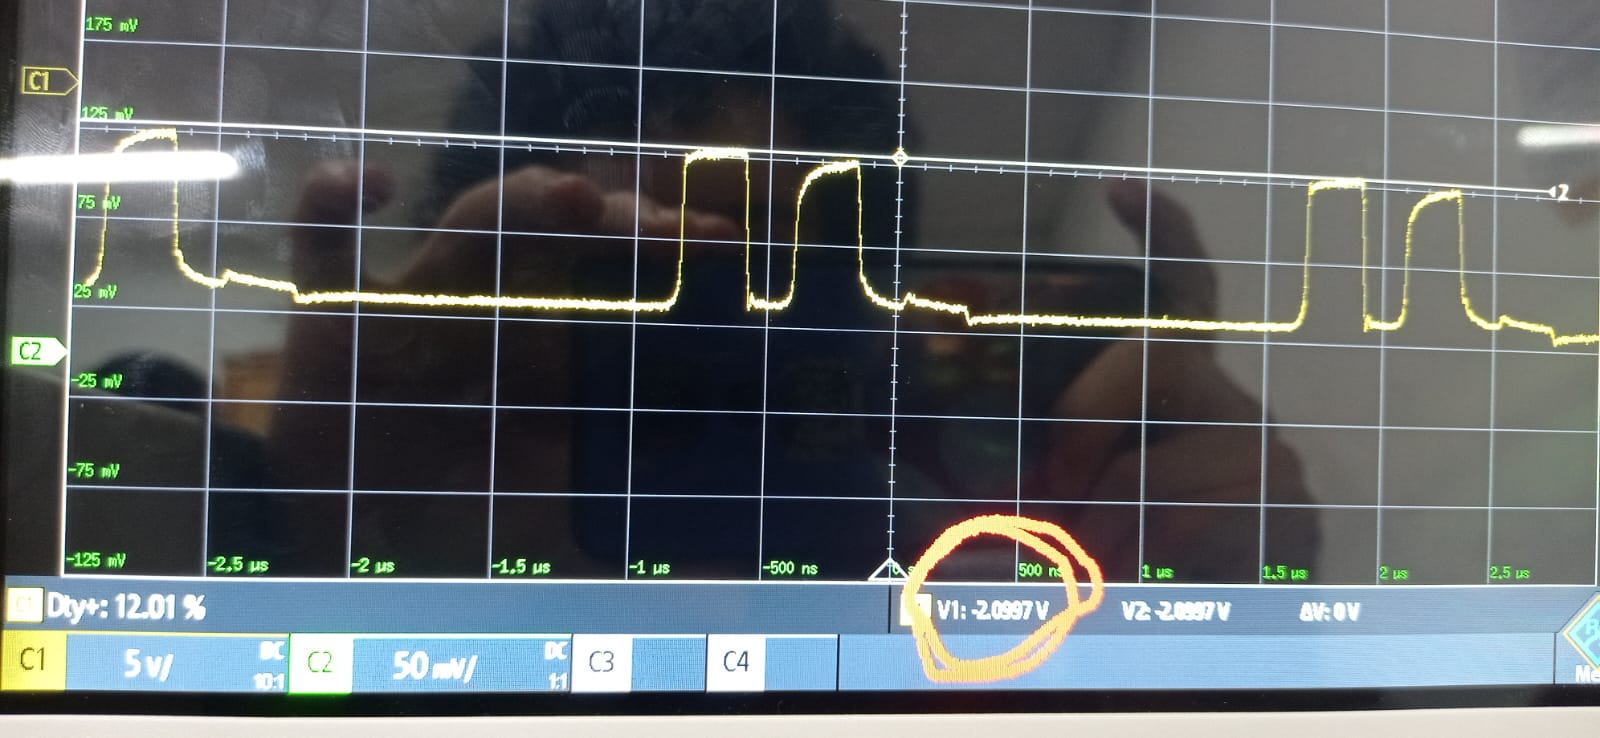 175 mV
C1
125 mV
75 mV
2
25 mV
C2
-25 mV
-75 mV
-125 mV
-2.5 µs -2 µs -1.5 µs -1 µs -500 ns 500 ns 1 µs 1.5 µs 2 µs 2.5 µs
C1 Dty+: 12.01 % V1: -2.0997 V V2: -2.0997 V ΔV: 0 V
C1 5 V/ DC 10:1 C2 50 mV/ DC 1:1 C3 C4